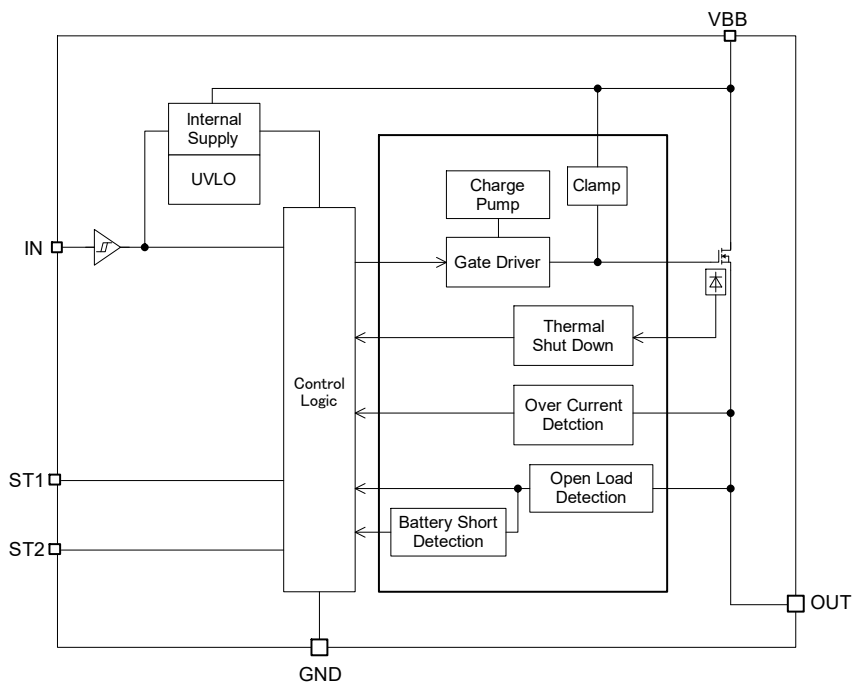 VBB
Internal
Supply
UVLO
Charge
Pump
Clamp
IN
Gate Driver
Thermal
Shut Down
Control
Logic
Over Current
Detction
ST1
Open Load
Detection
Battery Short
Detection
ST2
OUT
GND